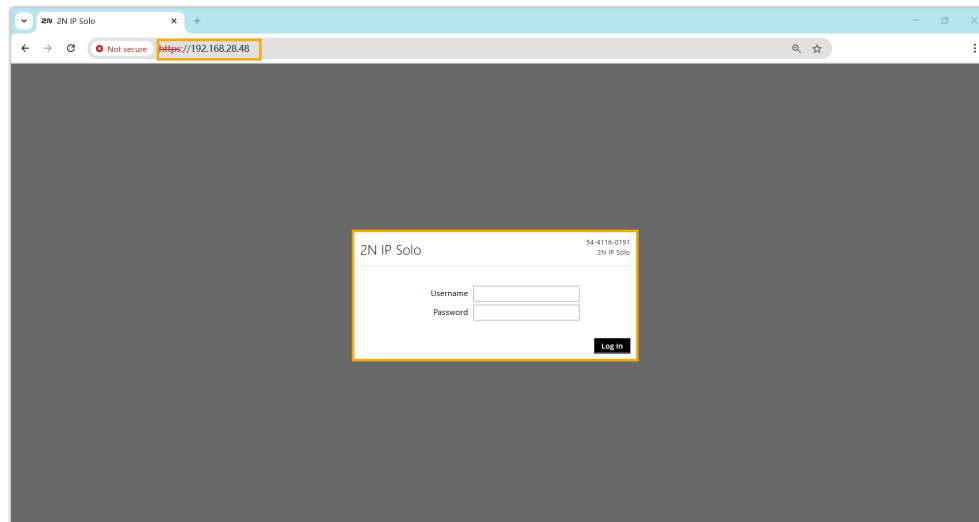 2N 2N IP Solo
Not secure https://192.168.28.48
2N IP Solo
54-4116-0191
2N IP Solo
Username
Password
Log In